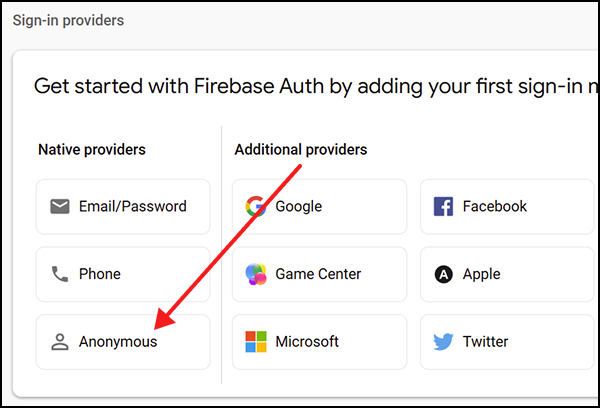 Sign-in providers
Get started with Firebase Auth by adding your first sign-in
Native providers
Additional providers
Email/Password
Google
Facebook
Phone
Game Center
Apple
Anonymous
Microsoft
Twitter